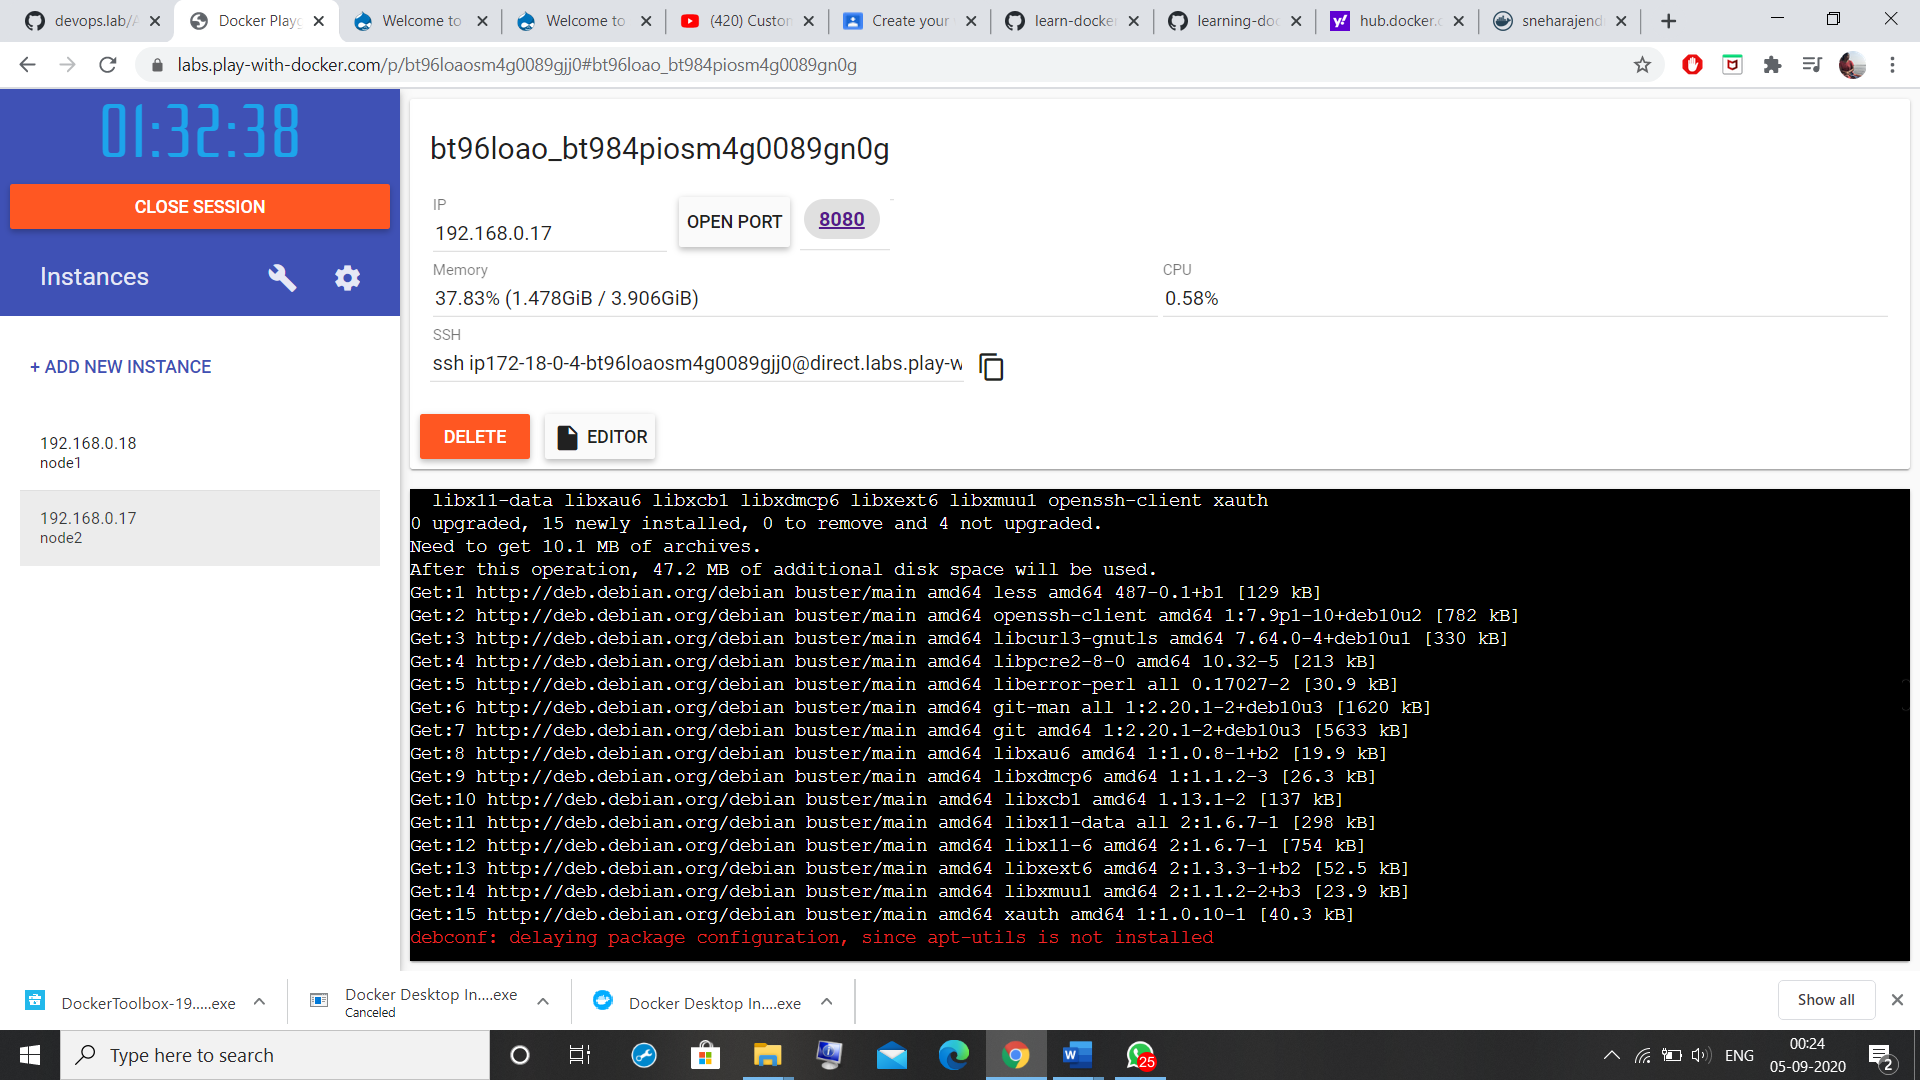 devops.lab/A
Docker Playg
Welcome to
Welcome to
(420) Custom
Create your
learn-docker
learning-doc
hub.docker.c
sneharajend
labs.play-with-docker.com/p/bt96loaosm4g0089gjj0#bt96loao_bt984piosm4g0089gn0g
01:32:38
CLOSE SESSION
Instances
+ ADD NEW INSTANCE
192.168.0.18
node1
192.168.0.17
node2
bt96loao_bt984piosm4g0089gn0g
IP
192.168.0.17
OPEN PORT
8080
Memory
37.83% (1.478GiB / 3.906GiB)
CPU
0.58%
SSH
ssh ip172-18-0-4-bt96loaosm4g0089gjj0@direct.labs.play-w
DELETE
EDITOR
libx11-data libxau6 libxcb1 libxdmcp6 libxext6 libxmuu1 openssh-client xauth
0 upgraded, 15 newly installed, 0 to remove and 4 not upgraded.
Need to get 10.1 MB of archives.
After this operation, 47.2 MB of additional disk space will be used.
Get:1 http://deb.debian.org/debian buster/main amd64 less amd64 487-0.1+b1 [129 kB]
Get:2 http://deb.debian.org/debian buster/main amd64 openssh-client amd64 1:7.9p1-10+deb10u2 [782 kB]
Get:3 http://deb.debian.org/debian buster/main amd64 libcurl3-gnutls amd64 7.64.0-4+deb10u1 [330 kB]
Get:4 http://deb.debian.org/debian buster/main amd64 libpcre2-8-0 amd64 10.32-5 [213 kB]
Get:5 http://deb.debian.org/debian buster/main amd64 liberror-perl all 0.17027-2 [30.9 kB]
Get:6 http://deb.debian.org/debian buster/main amd64 git-man all 1:2.20.1-2+deb10u3 [1620 kB]
Get:7 http://deb.debian.org/debian buster/main amd64 git amd64 1:2.20.1-2+deb10u3 [5633 kB]
Get:8 http://deb.debian.org/debian buster/main amd64 libxau6 amd64 1:1.0.8-1+b2 [19.9 kB]
Get:9 http://deb.debian.org/debian buster/main amd64 libxdmcp6 amd64 1:1.1.2-3 [26.3 kB]
Get:10 http://deb.debian.org/debian buster/main amd64 libxcb1 amd64 1.13.1-2 [137 kB]
Get:11 http://deb.debian.org/debian buster/main amd64 libx11-data all 2:1.6.7-1 [298 kB]
Get:12 http://deb.debian.org/debian buster/main amd64 libx11-6 amd64 2:1.6.7-1 [754 kB]
Get:13 http://deb.debian.org/debian buster/main amd64 libxext6 amd64 2:1.3.3-1+b2 [52.5 kB]
Get:14 http://deb.debian.org/debian buster/main amd64 libxmuu1 amd64 2:1.1.2-2+b3 [23.9 kB]
Get:15 http://deb.debian.org/debian buster/main amd64 xauth amd64 1:1.0.10-1 [40.3 kB]
debconf: delaying package configuration, since apt-utils is not installed
DockerToolbox-19.....exe
Docker Desktop In....exe
Canceled
Docker Desktop In....exe
Show all
Type here to search
25
ENG
00:24
05-09-2020
2